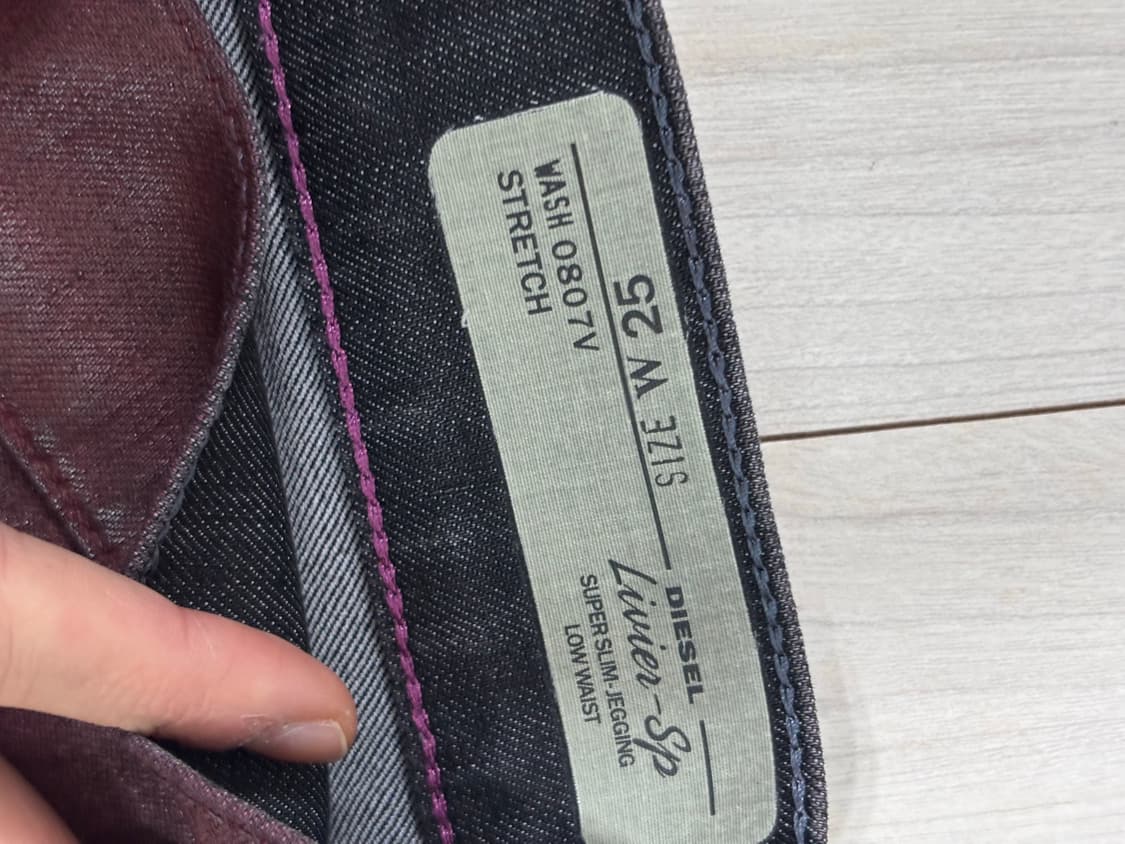 DIESEL
Livier-Sp
SUPER SLIM-JEGGING
LOW WAIST
SIZE W 25
WASH 0807V
STRETCH